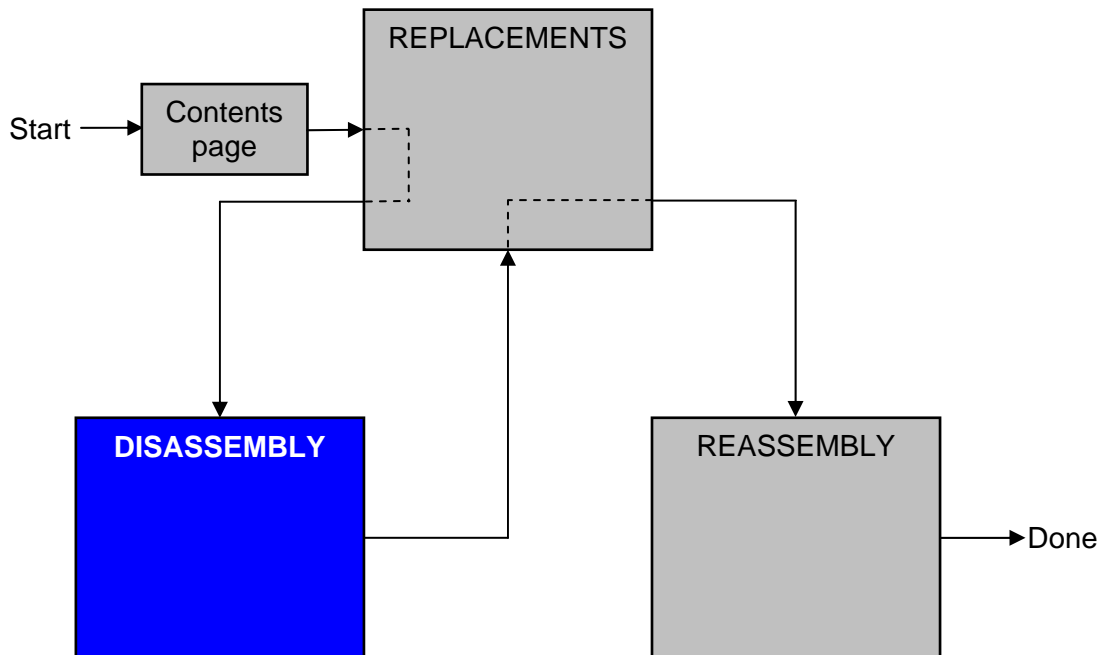 REPLACEMENTS
Start
Contents
page
DISASSEMBLY
REASSEMBLY
Done